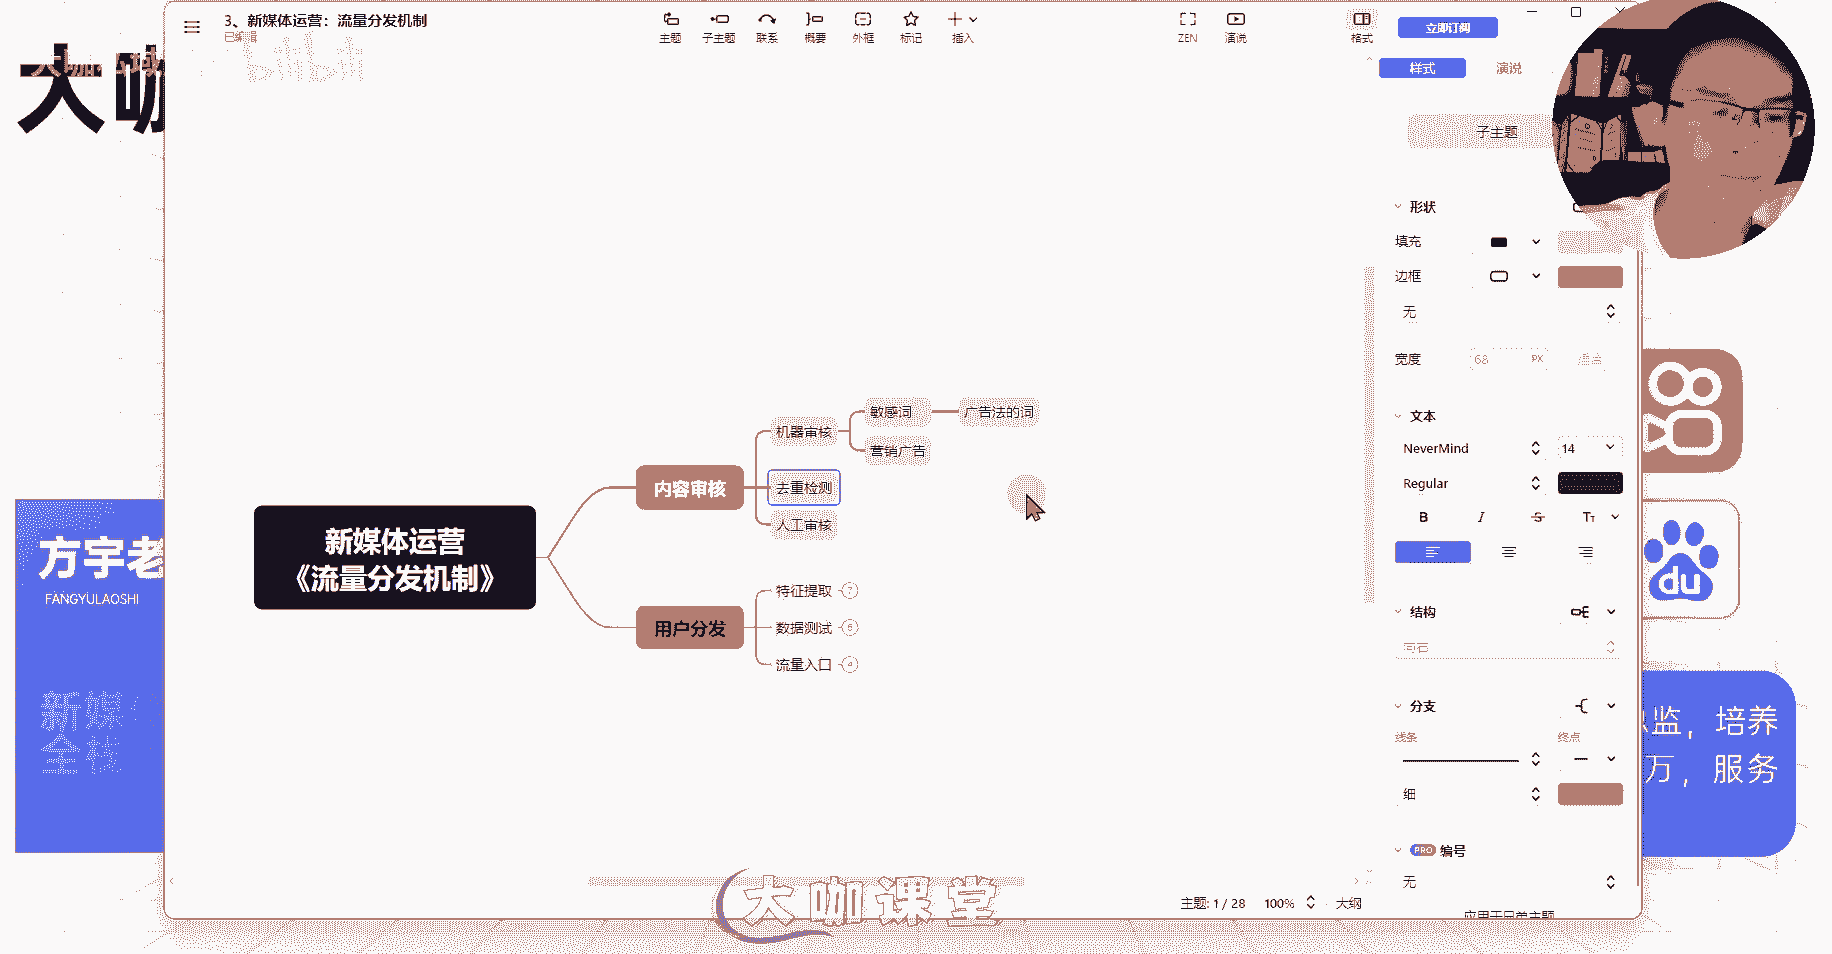 3、新媒体运营：流量分发机制
已编辑
主题
子主题
联系
概要
外框
标记
插入
ZEN
演说
格式
立即订阅
bilibili
样式
演说
子主题
形状
填充
边框
无
宽度
68
PX
文本
NeverMind
14
Regular
B
I
S
TT
结构
向右
分支
线条
终点
细
PRO
编号
无
大咖
新媒体运营
《流量分发机制》
内容审核
机器审核
敏感词
广告法的词
营销广告
去重检测
人工审核
用户分发
特征提取
7
数据测试
6
流量入口
4
方宇老
FANGYULAOSHI
新媒
全栈
du
监，培养
万，服务
大咖课堂
主题: 1 / 28
100%
大纲